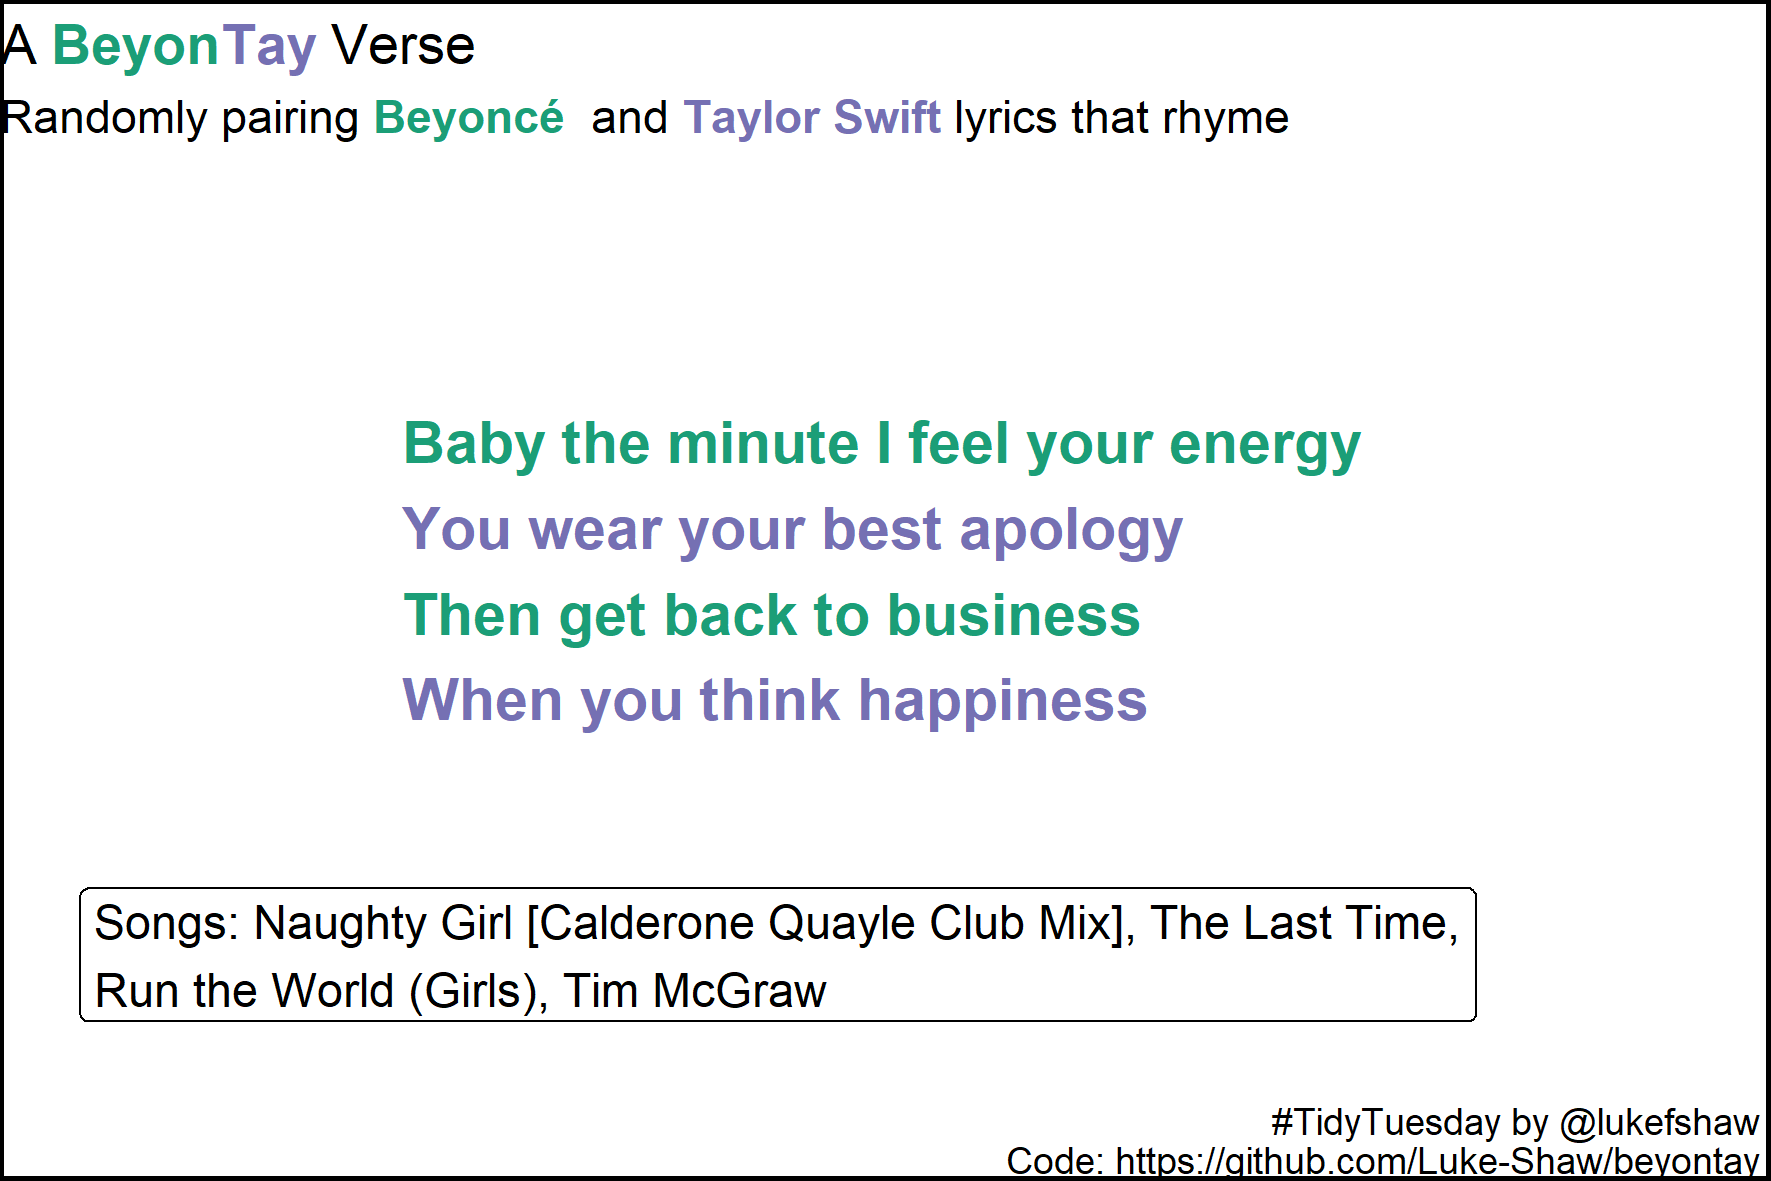 A BeyonTay Verse
Randomly pairing Beyoncé and Taylor Swift lyrics that rhyme
Baby the minute I feel your energy
You wear your best apology
Then get back to business
When you think happiness
Songs: Naughty Girl [Calderone Quayle Club Mix], The Last Time,
Run the World (Girls), Tim McGraw
#TidyTuesday by @lukefshaw
Code: https://github.com/Luke-Shaw/beyontay